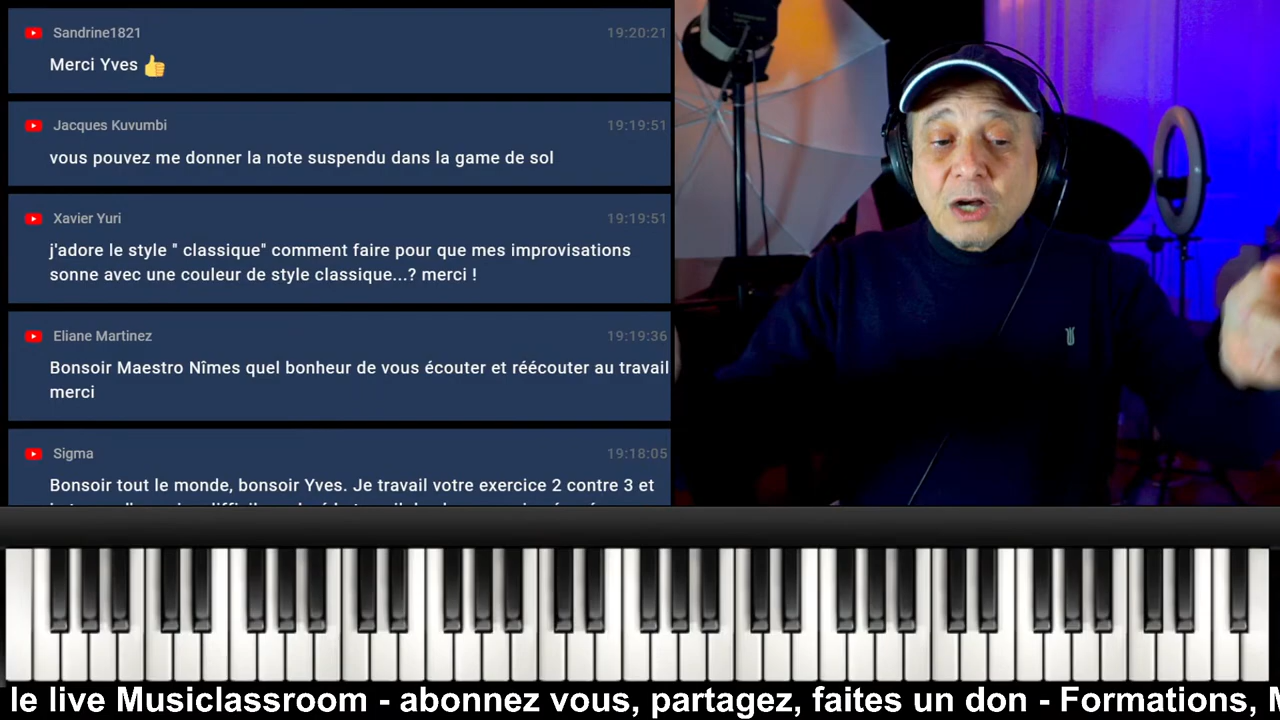 Sandrine1821 19:20:21
Merci Yves 👍
Jacques Kuvumbi 19:19:51
vous pouvez me donner la note suspendu dans la game de sol
Xavier Yuri 19:19:51
j'adore le style " classique" comment faire pour que mes improvisations
sonne avec une couleur de style classique...? merci !
Eliane Martinez 19:19:36
Bonsoir Maestro Nîmes quel bonheur de vous écouter et réécouter au travail
merci
Sigma 19:18:05
Bonsoir tout le monde, bonsoir Yves. Je travail votre exercice 2 contre 3 et
le live Musiclassroom - abonnez vous, partagez, faites un don - Formations,